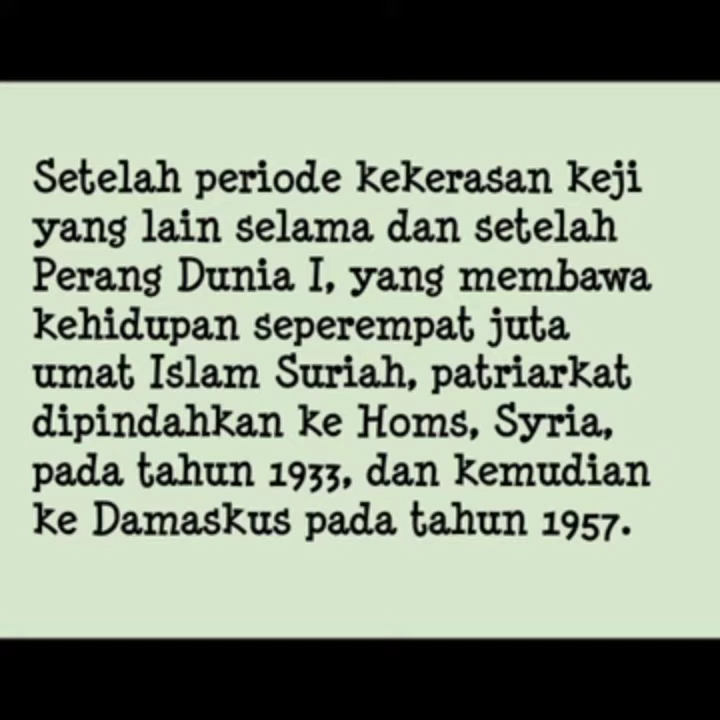 Setelah periode kekerasan keji
yang lain selama dan setelah
Perang Dunia I, yang membawa
kehidupan seperempat juta
umat Islam Suriah, patriarkat
dipindahkan ke Homs, Syria,
pada tahun 1933, dan kemudian
ke Damaskus pada tahun 1957.